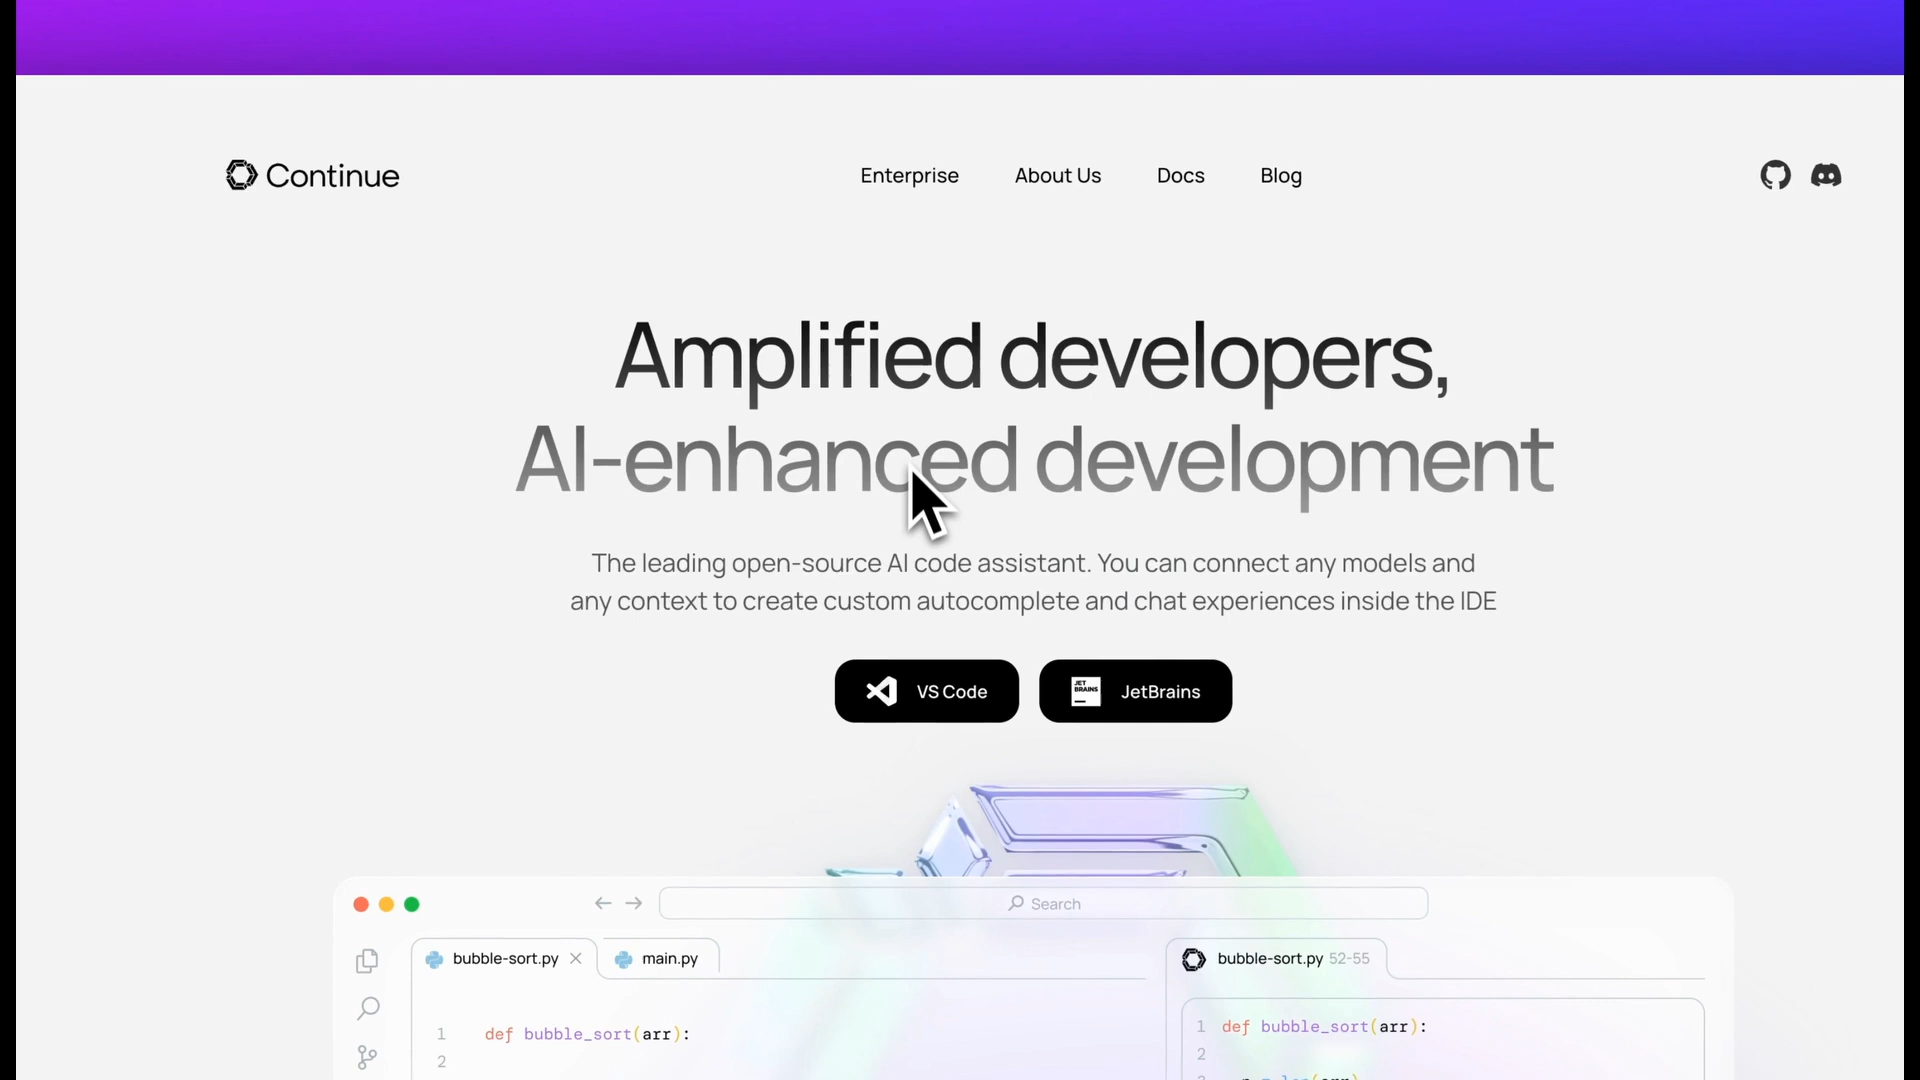 Continue
Enterprise
About Us
Docs
Blog
Amplified developers,
AI-enhanced development
The leading open-source AI code assistant. You can connect any models and
any context to create custom autocomplete and chat experiences inside the IDE
VS Code
JET BRAINS
JetBrains
Search
bubble-sort.py
main.py
1 def bubble_sort(arr):
2
bubble-sort.py 52-55
1 def bubble_sort(arr):
2